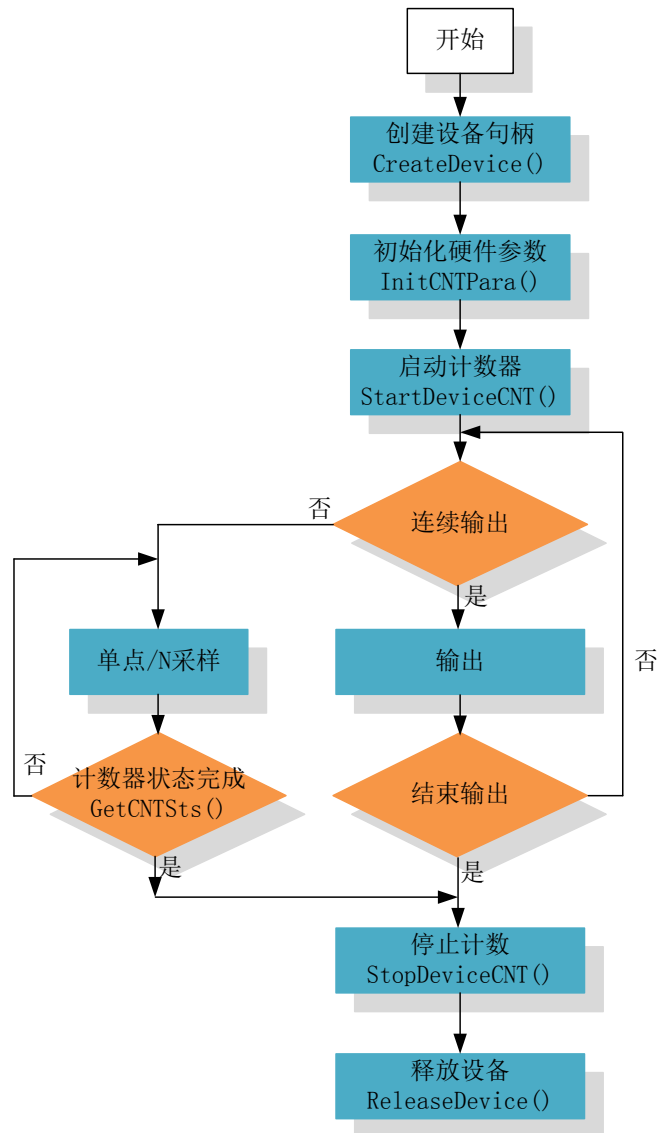 开始
创建设备句柄
CreateDevice()
初始化硬件参数
InitCNTPara()
启动计数器
StartDeviceCNT()
否
连续输出
是
单点/N采样
输出
否
否
计数器状态完成
GetCNTSts()
结束输出
是
是
停止计数
StopDeviceCNT()
释放设备
ReleaseDevice()